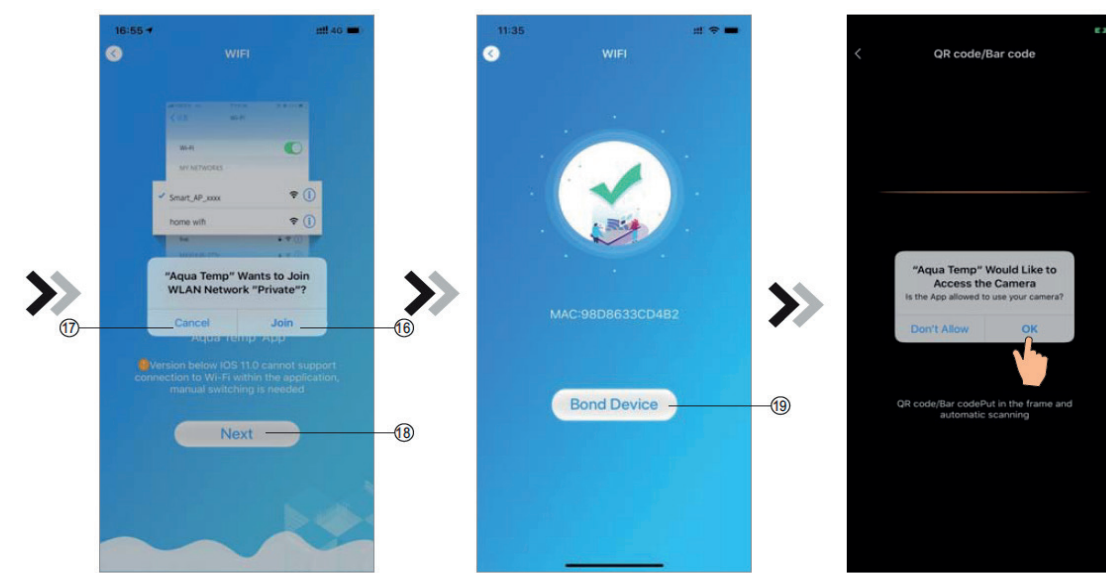 16:55
4G
WIFI
Wi-Fi
MY NETWORKS
Smart_AP_xxxx
home wifi
"Aqua Temp" Wants to Join
WLAN Network "Private"?
Cancel
Join
17
16
Aqua Temp App
Version below IOS 11.0 cannot support
connection to Wi-Fi within the application,
manual switching is needed
Next
18
11:35
WIFI
MAC:98D8633CD4B2
Bond Device
19
QR code/Bar code
"Aqua Temp" Would Like to
Access the Camera
Is the App allowed to use your camera?
Don't Allow
OK
QR code/Bar codePut in the frame and
automatic scanning